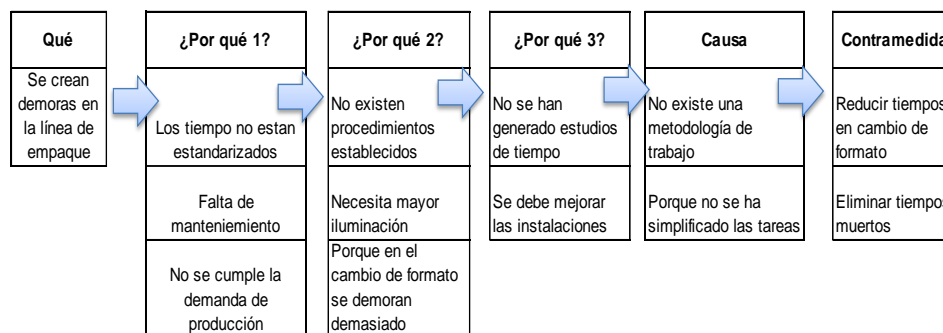 Qué
Se crean
demoras en
la línea de
empaque
¿Por qué 1?
Los tiempo no estan
estandarizados
Falta de
manteniemiento
No se cumple la
demanda de
producción
¿Por qué 2?
No existen
procedimientos
establecidos
Necesita mayor
iluminación
Porque en el
cambio de formato
se demoran
demasiado
¿Por qué 3?
No se han
generado estudios
de tiempo
Se debe mejorar
las instalaciones
Causa
No existe una
metodología de
trabajo
Porque no se ha
simplificado las tareas
Contramedida
Reducir tiempos
en cambio de
formato
Eliminar tiempos
muertos